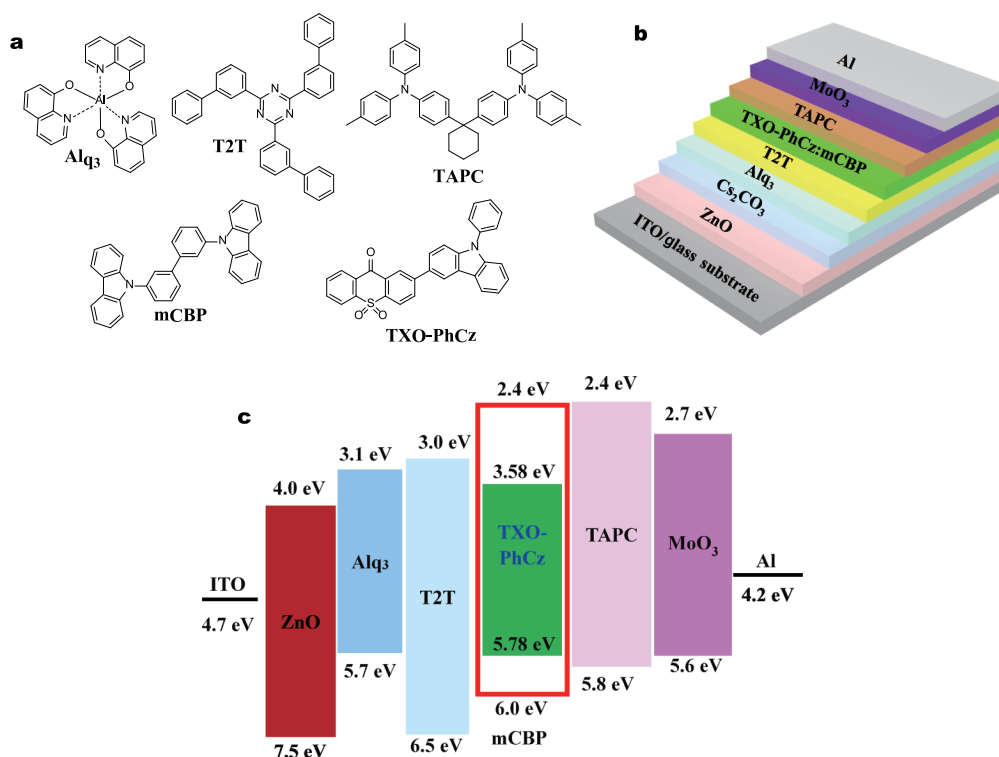 a
N
O
O
Al
N
O
N
Alq₃
N
N
N
T2T
N
N
TAPC
N
N
mCBP
O
S
O
O
N
TXO-PhCz
b
Al
MoO₃
TAPC
TXO-PhCz:mCBP
T2T
Alq₃
Cs₂CO₃
ZnO
ITO/glass substrate
c
ITO
4.7 eV
4.0 eV
ZnO
7.5 eV
3.1 eV
Alq₃
5.7 eV
3.0 eV
T2T
6.5 eV
2.4 eV
3.58 eV
TXO-
PhCz
5.78 eV
6.0 eV
mCBP
2.4 eV
TAPC
5.8 eV
2.7 eV
MoO₃
5.6 eV
Al
4.2 eV